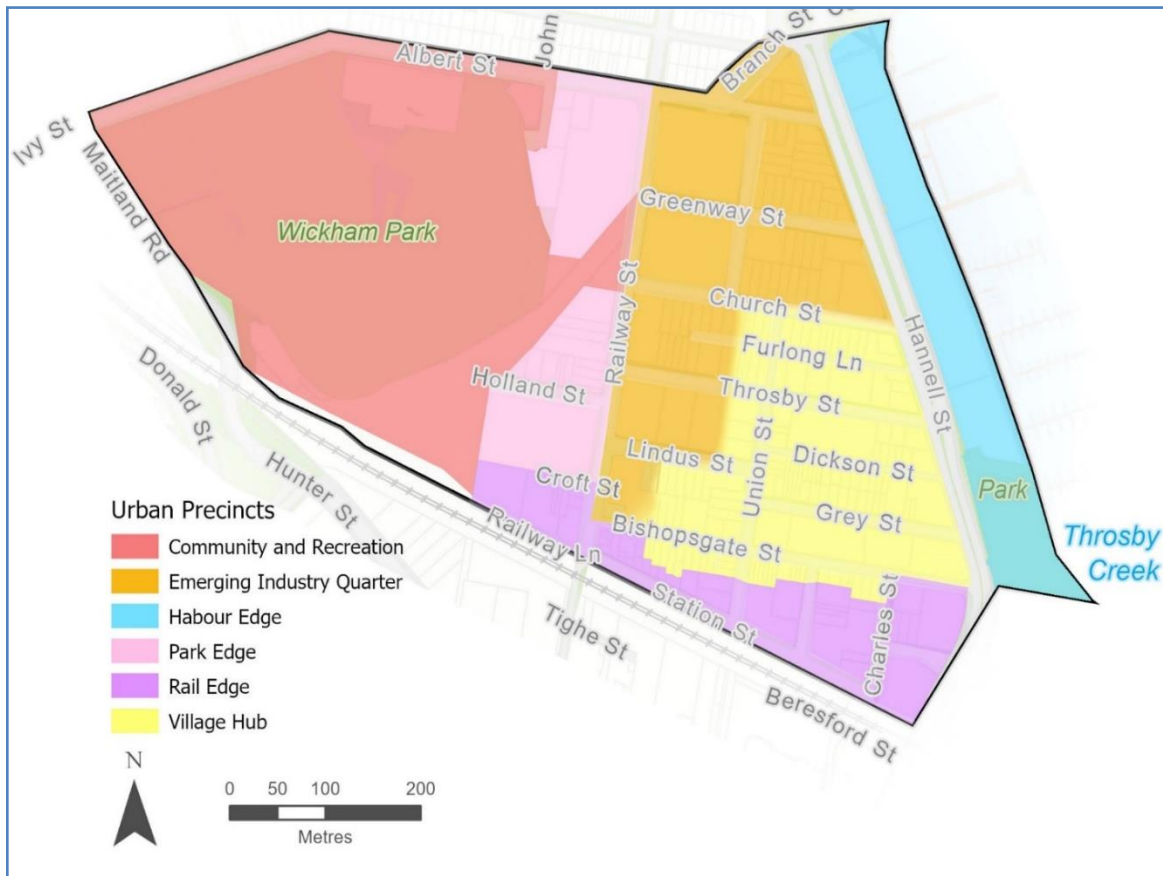 Albert St
John
Branch St
Ivy St
Maitland Rd
Wickham Park
Greenway St
Railway St
Church St
Hannell St
Furlong Ln
Donald St
Holland St
Throsby St
Union St
Lindus St
Dickson St
Hunter St
Croft St
Grey St
Park
Railway Ln
Bishopsgate St
Throsby
Creek
Station St
Charles St
Tighe St
Beresford St
Urban Precincts
Community and Recreation
Emerging Industry Quarter
Habour Edge
Park Edge
Rail Edge
Village Hub
N
0 50 100 200
Metres